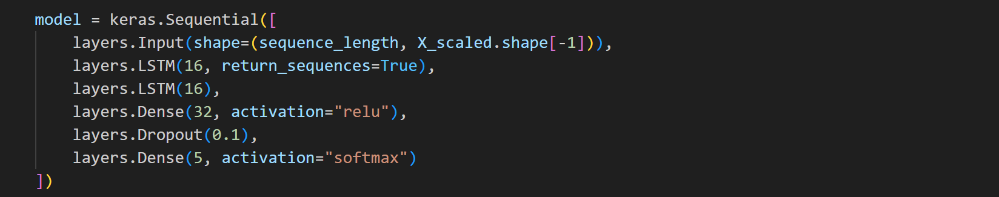 model = keras.Sequential([
    layers.Input(shape=(sequence_length, X_scaled.shape[-1])),
    layers.LSTM(16, return_sequences=True),
    layers.LSTM(16),
    layers.Dense(32, activation="relu"),
    layers.Dropout(0.1),
    layers.Dense(5, activation="softmax")
])